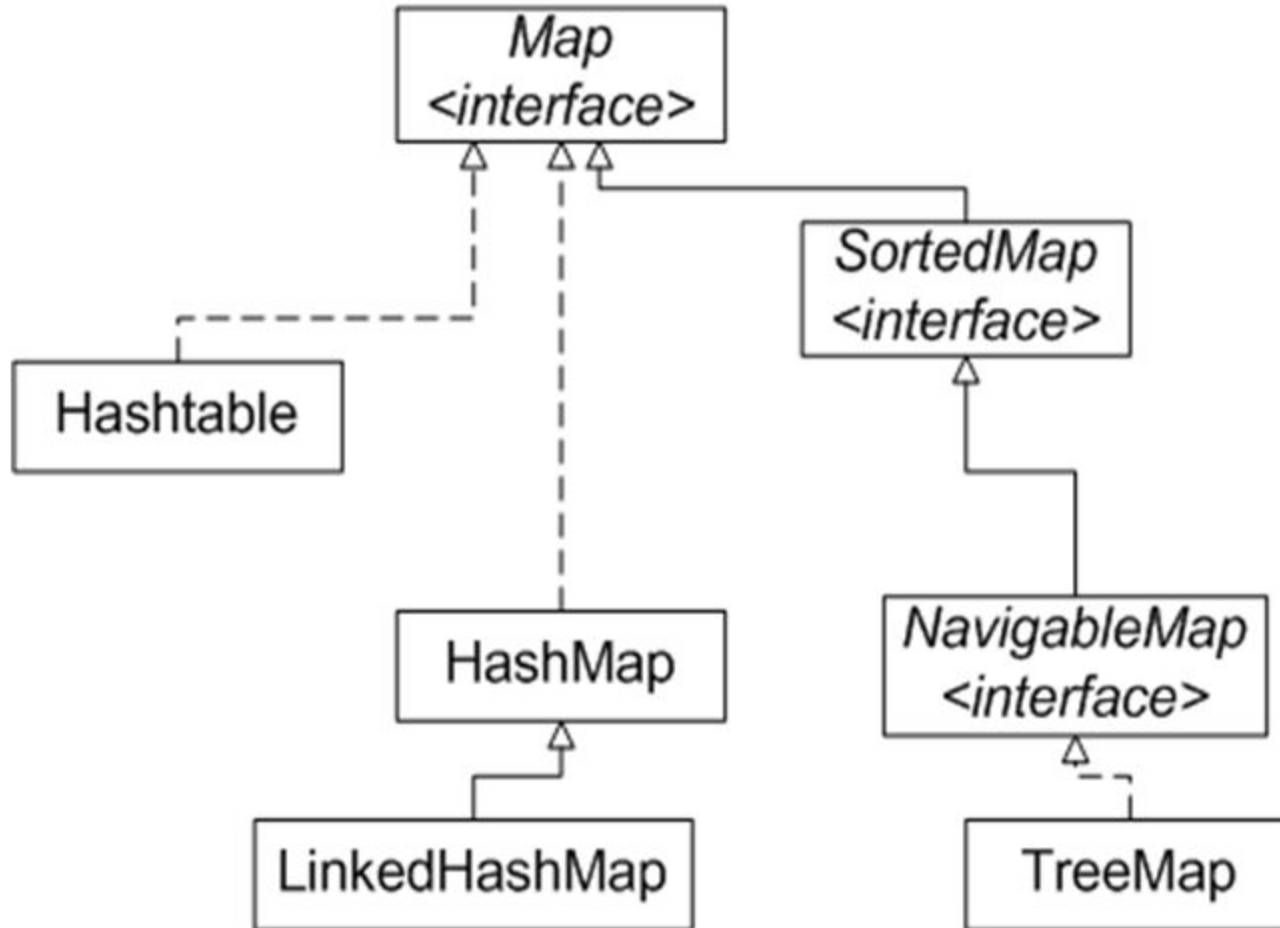 Map
<interface>
SortedMap
<interface>
Hashtable
HashMap
NavigableMap
<interface>
LinkedHashMap
TreeMap